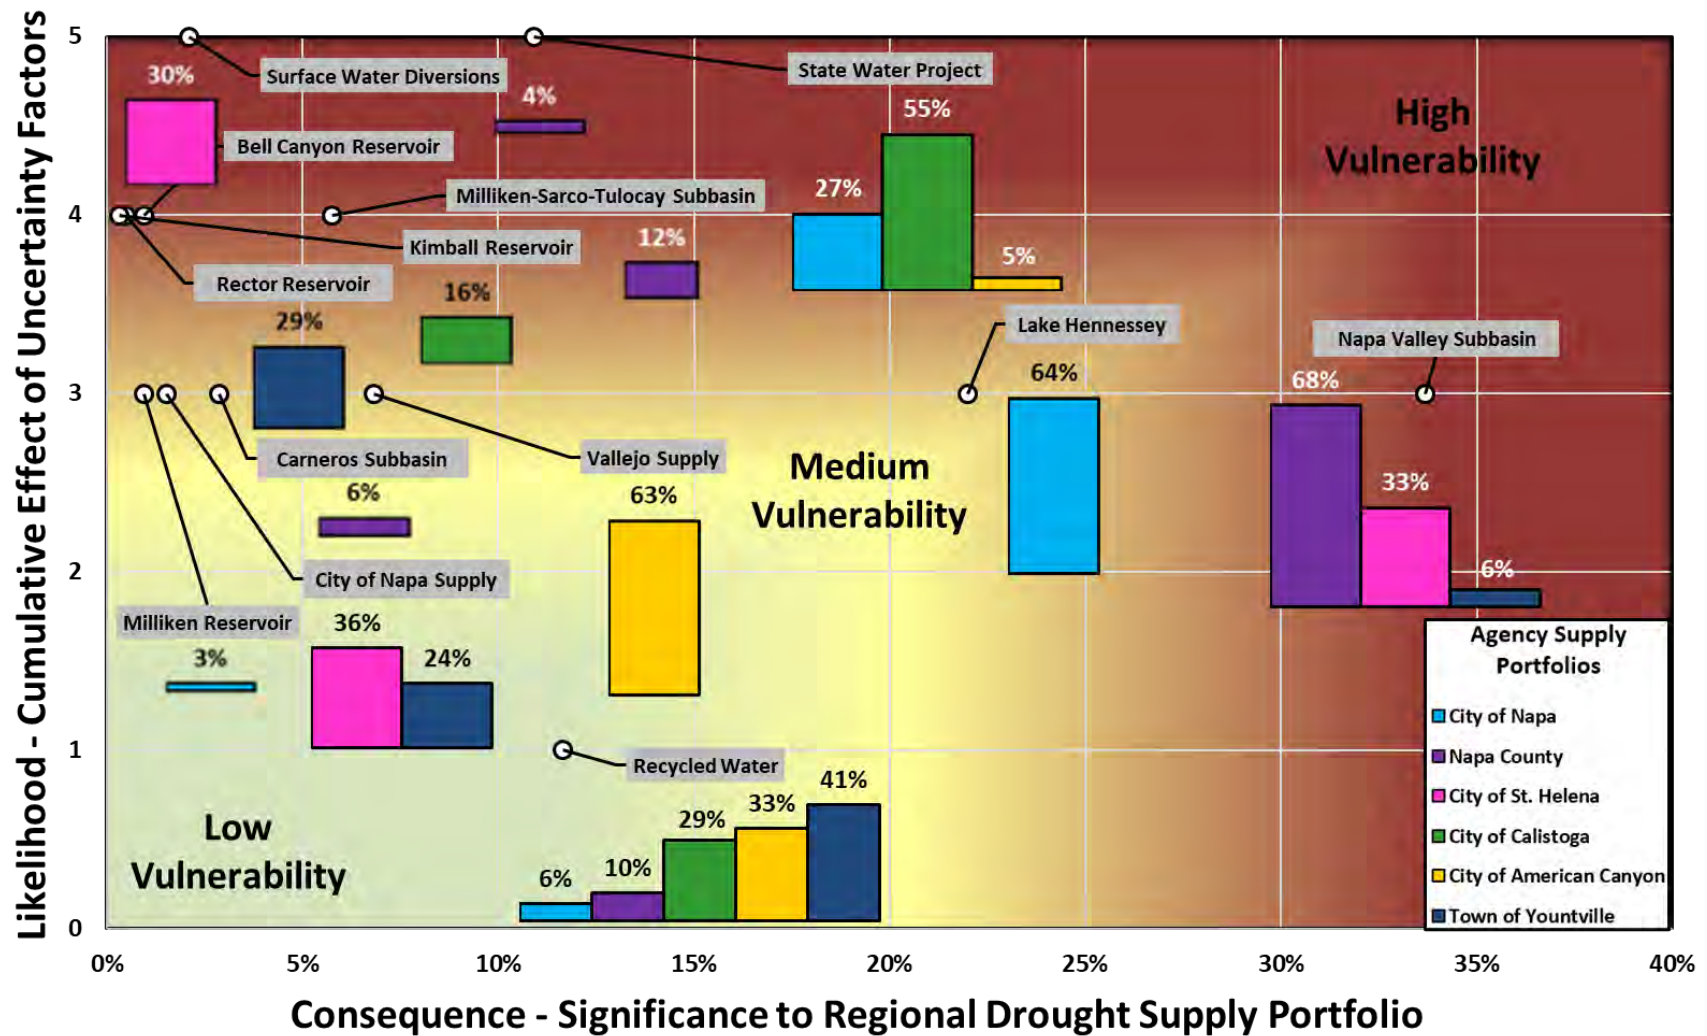 Likelihood - Cumulative Effect of Uncertainty Factors
5
4
3
2
1
0
Surface Water Diversions
State Water Project
30%
4%
55%
High
Vulnerability
Bell Canyon Reservoir
Milliken-Sarco-Tulocay Subbasin
27%
Kimball Reservoir
12%
5%
Rector Reservoir
16%
29%
Lake Hennessey
Napa Valley Subbasin
64%
68%
Carneros Subbasin
Vallejo Supply
Medium
Vulnerability
6%
63%
33%
City of Napa Supply
6%
Milliken Reservoir
36%
3%
24%
Recycled Water
41%
33%
29%
10%
6%
Low
Vulnerability
Agency Supply
Portfolios
City of Napa
Napa County
City of St. Helena
City of Calistoga
City of American Canyon
Town of Yountville
0%
5%
10%
15%
20%
25%
30%
35%
40%
Consequence - Significance to Regional Drought Supply Portfolio